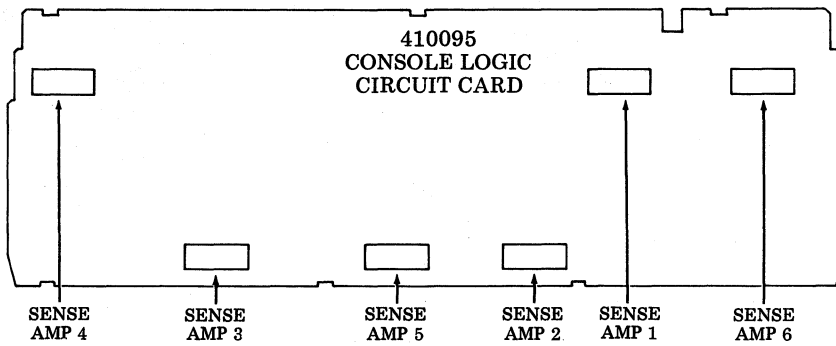 410095
CONSOLE LOGIC
CIRCUIT CARD
SENSE
AMP 4
SENSE
AMP 3
SENSE
AMP 5
SENSE
AMP 2
SENSE
AMP 1
SENSE
AMP 6